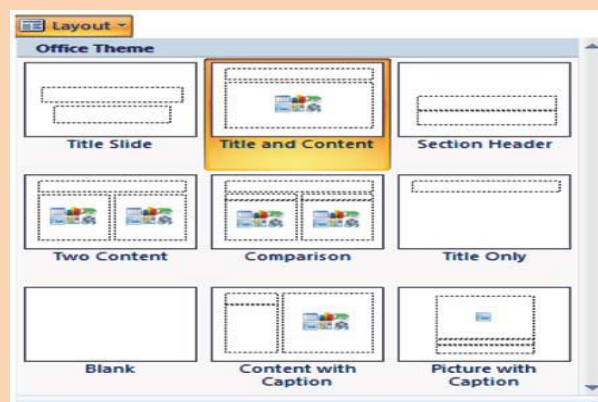 Layout
Office Theme
Title Slide
Title and Content
Section Header
Two Content
Comparison
Title Only
Blank
Content with
Caption
Picture with
Caption